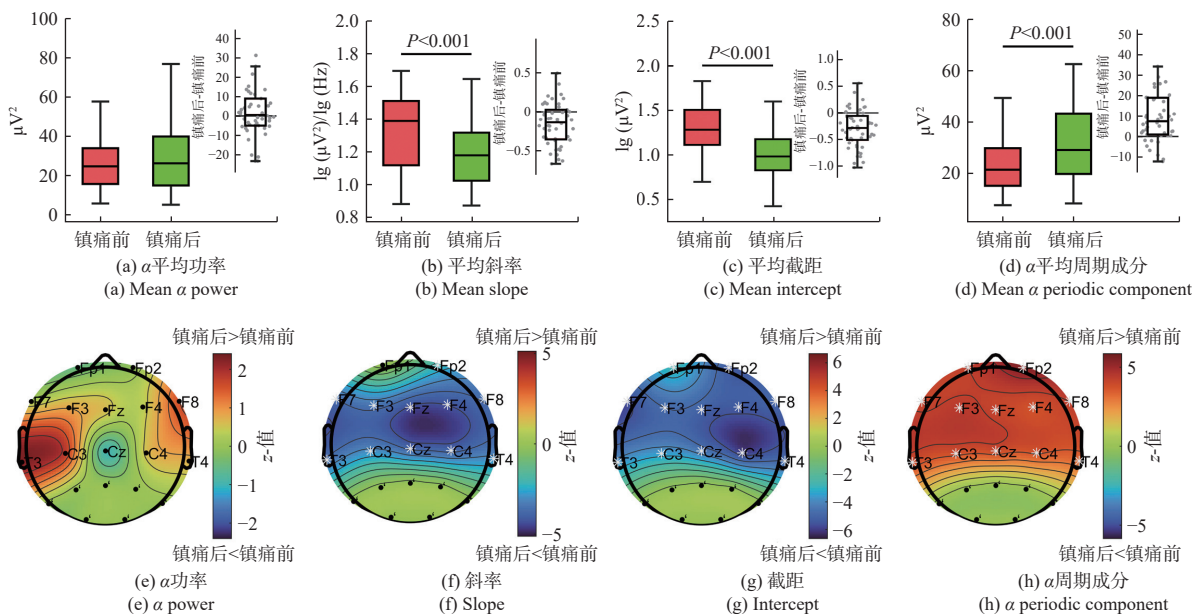 100
80
60
40
20
0
μV²
镇痛后-镇痛前
40
30
20
10
0
−10
−20
镇痛前
镇痛后
(a) α平均功率
(a) Mean α power
2.0
1.8
1.6
1.4
1.2
1.0
0.8
lg (μV²)/lg (Hz)
P<0.001
镇痛后-镇痛前
0.5
0
−0.5
镇痛前
镇痛后
(b) 平均斜率
(b) Mean slope
2.5
2.0
1.5
1.0
0.5
lg (μV²)
P<0.001
镇痛后-镇痛前
1.0
0.5
0
−0.5
−1.0
镇痛前
镇痛后
(c) 平均截距
(c) Mean intercept
80
60
40
20
μV²
P<0.001
镇痛后-镇痛前
50
40
30
20
10
0
−10
镇痛前
镇痛后
(d) α平均周期成分
(d) Mean α periodic component
镇痛后>镇痛前
Fp1 Fp2
F7 F3 Fz F4 F8
T3 C3 Cz C4 T4
2
1
0
−1
−2
z-值
镇痛后<镇痛前
(e) α功率
(e) α power
镇痛后>镇痛前
Fp1 Fp2
F7 F3 Fz F4 F8
T3 C3 Cz C4 T4
5
0
−5
z-值
镇痛后<镇痛前
(f) 斜率
(f) Slope
镇痛后>镇痛前
Fp1 Fp2
F7 F3 Fz F4 F8
T3 C3 Cz C4 T4
6
4
2
0
−2
−4
−6
z-值
镇痛后<镇痛前
(g) 截距
(g) Intercept
镇痛后>镇痛前
Fp1 Fp2
F7 F3 Fz F4 F8
T3 C3 Cz C4 T4
5
0
−5
z-值
镇痛后<镇痛前
(h) α周期成分
(h) α periodic component